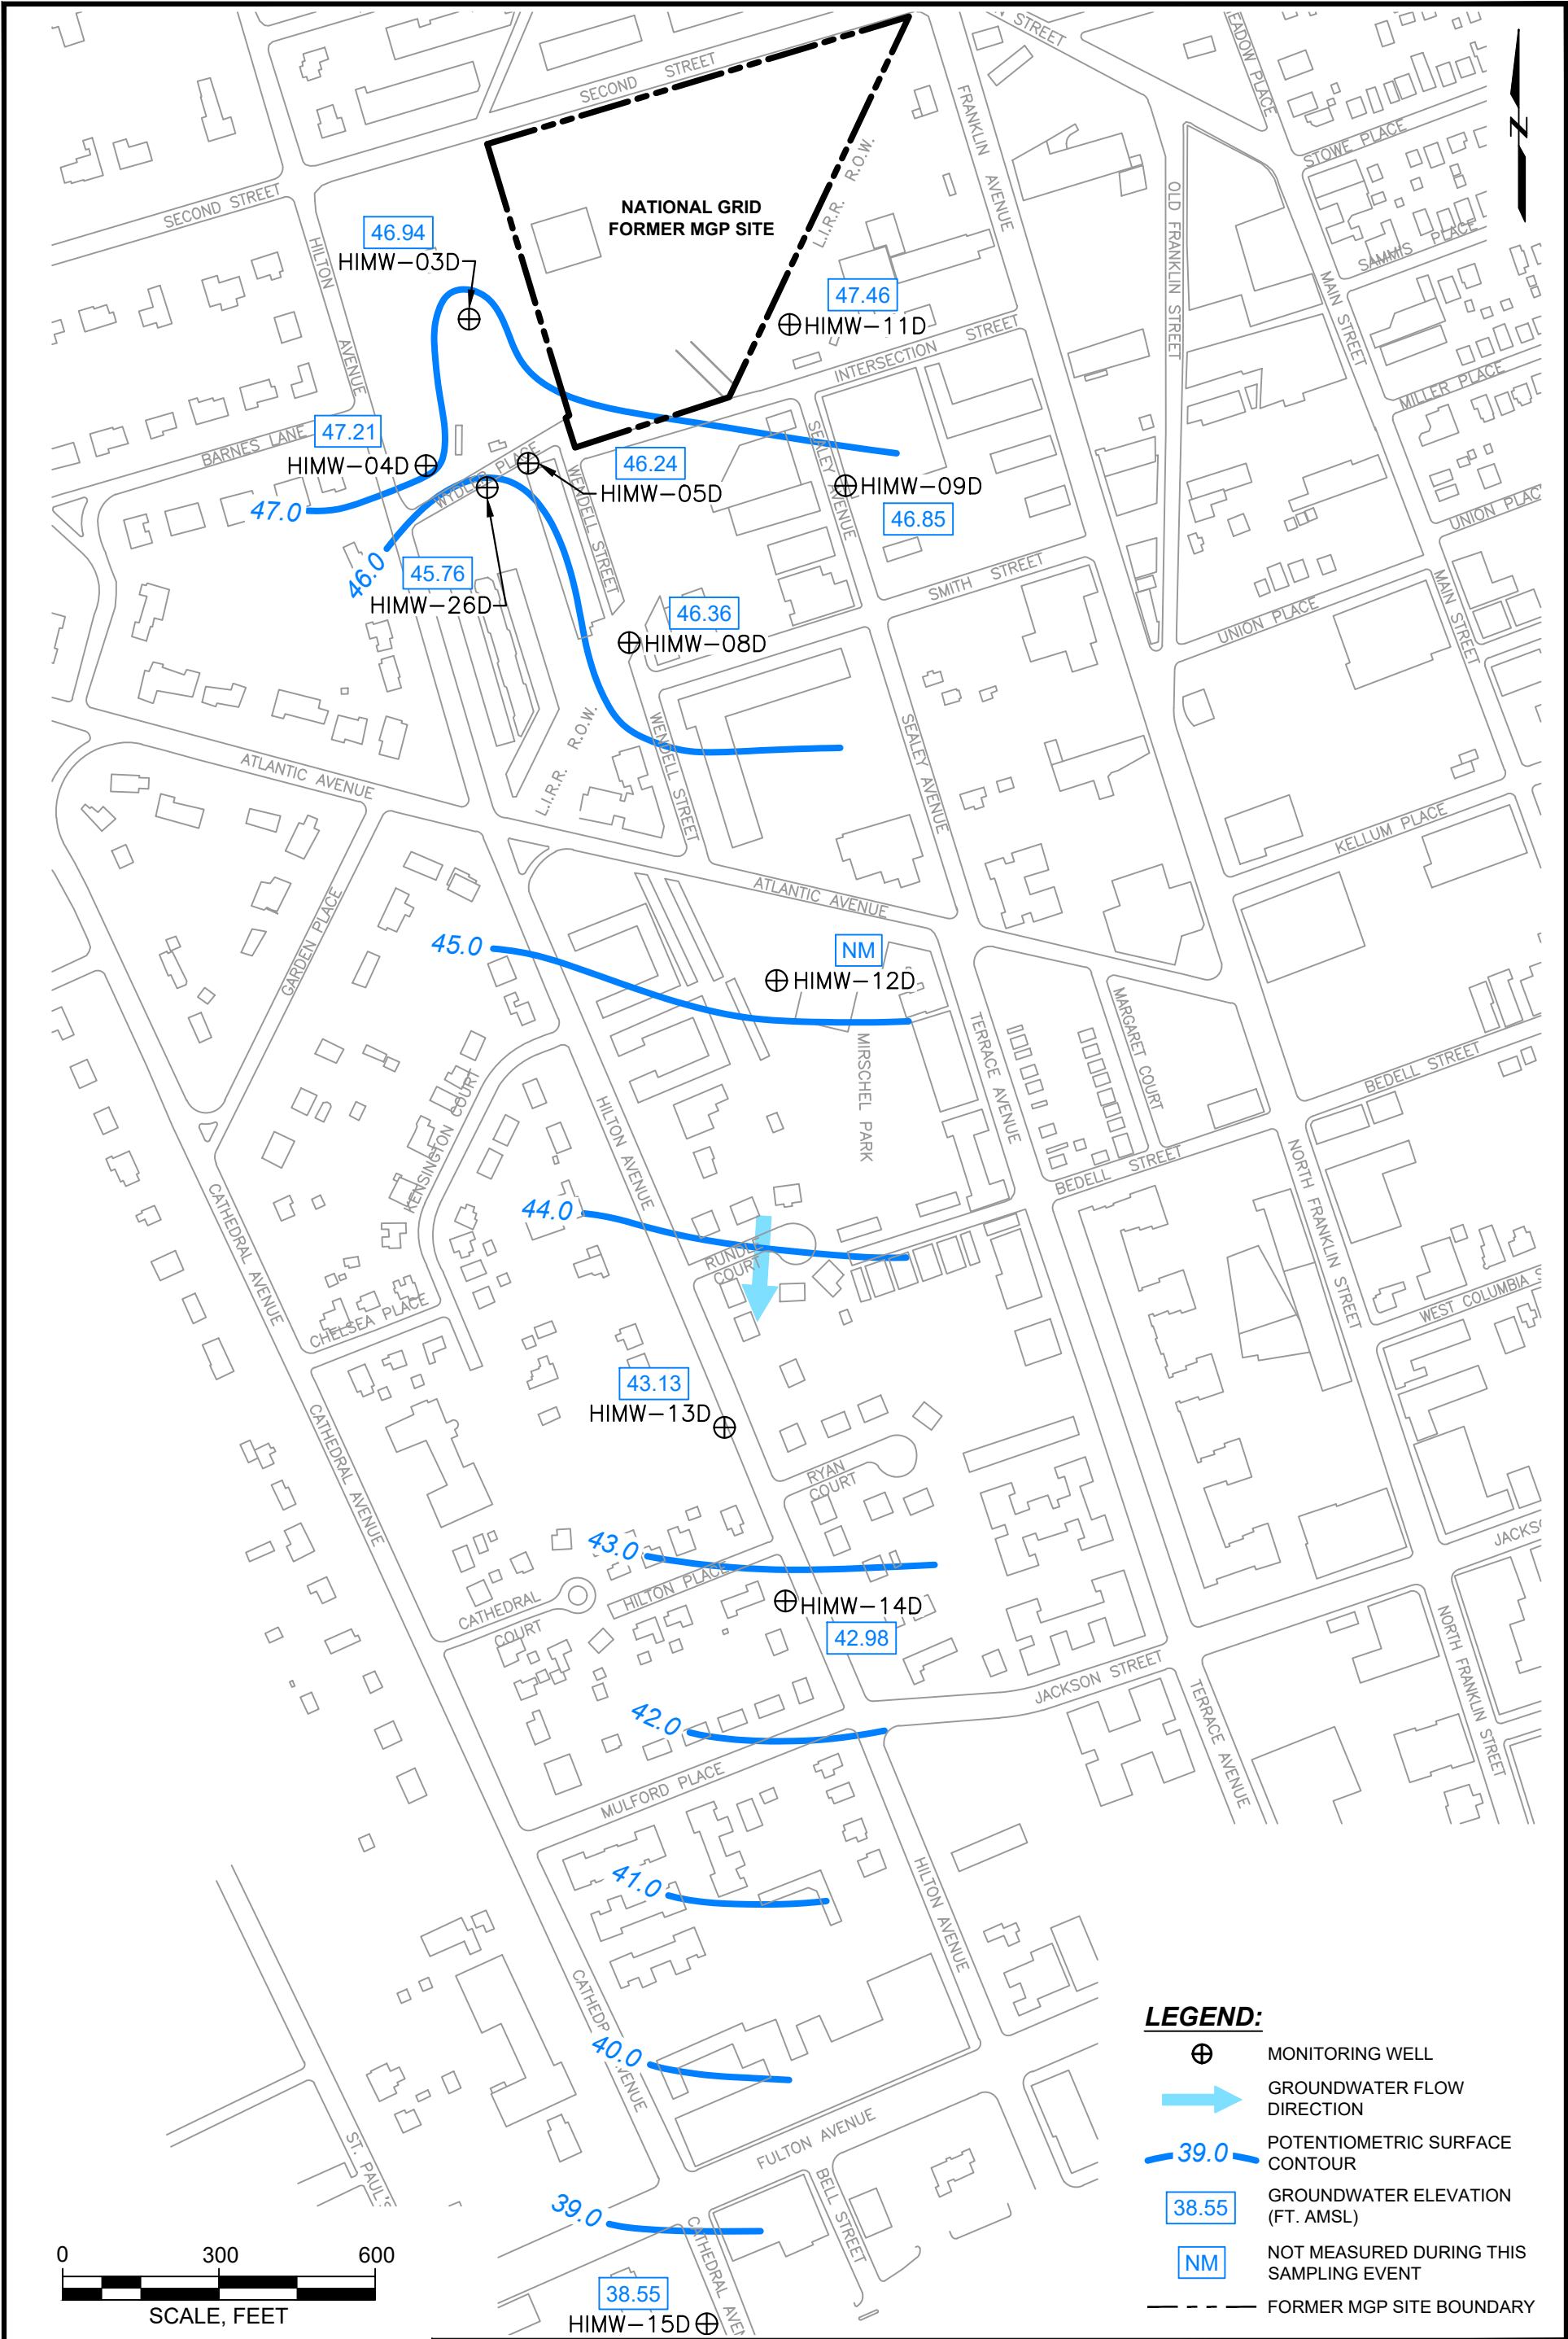 SECOND STREET
FRANKLIN AVENUE
STOWE PLACE
N
SECOND STREET
NATIONAL GRID
FORMER MGP SITE
L.I.R.R. R.O.W.
OLD FRANKLIN STREET
SAMMIS PLACE
MAIN STREET
HILTON AVENUE
46.94
HIMW-03D
47.46
HIMW-11D
INTERSECTION STREET
MILLER PLACE
BARNES LANE
47.21
HIMW-04D
47.0
WYDLER PLACE
46.24
HIMW-05D
WENDELL STREET
SEALEY AVENUE
HIMW-09D
46.85
UNION PLAC
46.0
45.76
HIMW-26D
46.36
HIMW-08D
SMITH STREET
UNION PLACE
MAIN STREET
L.I.R.R. R.O.W.
WENDELL STREET
SEALEY AVENUE
ATLANTIC AVENUE
KELLUM PLACE
ATLANTIC AVENUE
GARDEN PLACE
45.0
NM
HIMW-12D
MIRSCHEL PARK
TERRACE AVENUE
MARGARET COURT
BEDELL STREET
KENSINGTON COURT
HILTON AVENUE
BEDELL STREET
NORTH FRANKLIN STREET
CATHEDRAL AVENUE
44.0
RUNDE
COURT
CHELSEA PLACE
WEST COLUMBIA S
43.13
HIMW-13D
CATHEDRAL AVENUE
RYAN
COURT
JACKS
43.0
HILTON PLACE
CATHEDRAL
COURT
HIMW-14D
42.98
JACKSON STREET
TERRACE AVENUE
NORTH FRANKLIN STREET
42.0
MULFORD PLACE
41.0
HILTON AVENUE
CATHEDR VENUE
40.0
FULTON AVENUE
BELL STREET
ST. PAUL'S
39.0
CATHEDRAL AVEN
38.55
HIMW-15D
0 300 600
SCALE, FEET
LEGEND:
MONITORING WELL
GROUNDWATER FLOW
DIRECTION
39.0
POTENTIOMETRIC SURFACE
CONTOUR
38.55
GROUNDWATER ELEVATION
(FT. AMSL)
NM
NOT MEASURED DURING THIS
SAMPLING EVENT
FORMER MGP SITE BOUNDARY